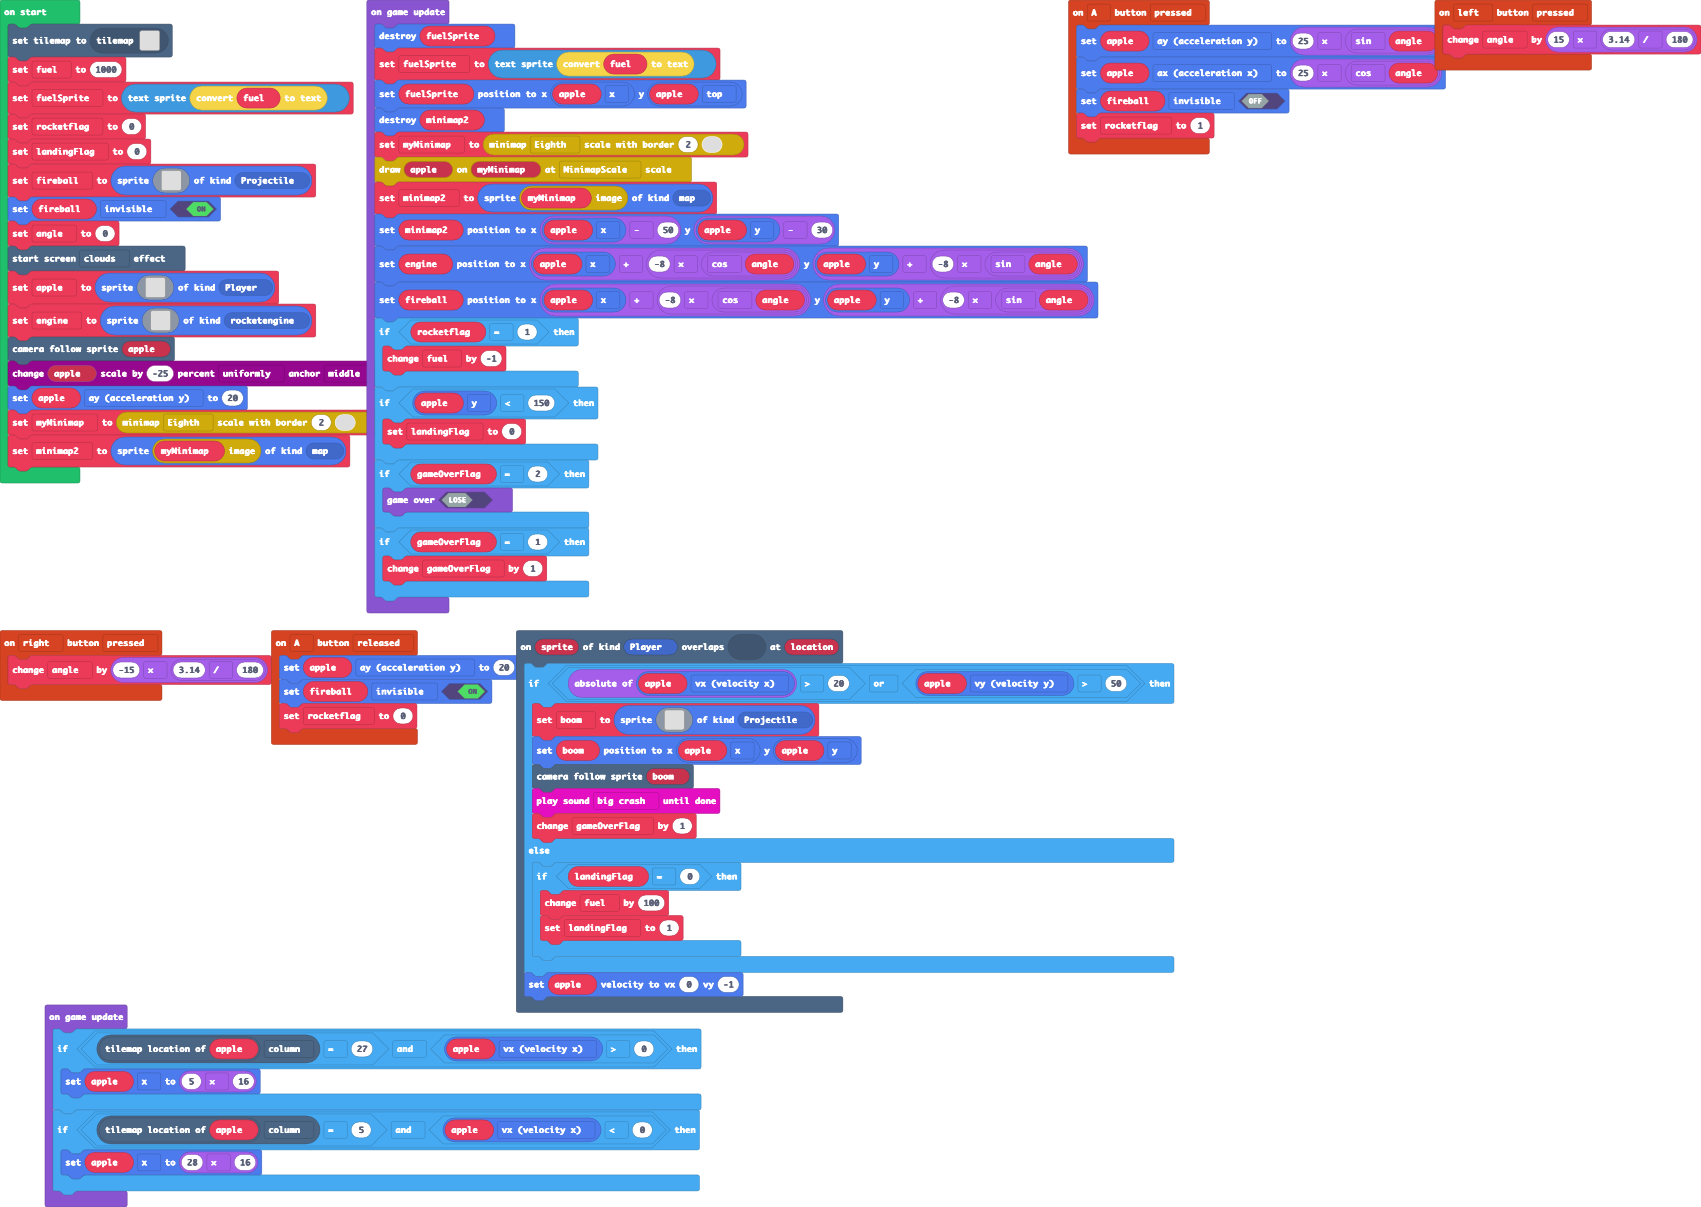 on start
set tilemap to tilemap
set fuel to 1000
set fuelSprite to text sprite convert fuel to text
set rocketflag to 0
set landingFlag to 0
set fireball to sprite of kind Projectile
set fireball invisible ON
set angle to 0
start screen clouds effect
set apple to sprite of kind Player
set engine to sprite of kind rocketengine
camera follow sprite apple
change apple scale by -25 percent uniformly anchor middle
set apple ay (acceleration y) to 20
set myMinimap to minimap Eighth scale with border 2
set minimap2 to sprite myMinimap image of kind map
on game update
destroy fuelSprite
set fuelSprite to text sprite convert fuel to text
set fuelSprite position to x apple x y apple top
destroy minimap2
set myMinimap to minimap Eighth scale with border 2
draw apple on myMinimap at MinimapScale scale
set minimap2 to sprite myMinimap image of kind map
set minimap2 position to x apple x - 50 y apple y - 30
set engine position to x apple x + -8 × cos angle y apple y + -8 × sin angle
set fireball position to x apple x + -8 × cos angle y apple y + -8 × sin angle
if rocketflag = 1 then
change fuel by -1
if apple y < 150 then
set landingFlag to 0
if gameOverFlag = 2 then
game over LOSE
if gameOverFlag = 1 then
change gameOverFlag by 1
on A button pressed
set apple ay (acceleration y) to 25 × sin angle
set apple ax (acceleration x) to 25 × cos angle
set fireball invisible OFF
set rocketflag to 1
on left button pressed
change angle by 15 × 3.14 / 180
on right button pressed
change angle by -15 × 3.14 / 180
on A button released
set apple ay (acceleration y) to 20
set fireball invisible ON
set rocketflag to 0
on sprite of kind Player overlaps at location
if absolute of apple vx (velocity x) > 20 or apple vy (velocity y) > 50 then
set boom to sprite of kind Projectile
set boom position to x apple x y apple y
camera follow sprite boom
play sound big crash until done
change gameOverFlag by 1
else
if landingFlag = 0 then
change fuel by 100
set landingFlag to 1
set apple velocity to vx 0 vy -1
on game update
if tilemap location of apple column = 27 and apple vx (velocity x) > 0 then
set apple x to 5 × 16
if tilemap location of apple column = 5 and apple vx (velocity x) < 0 then
set apple x to 28 × 16